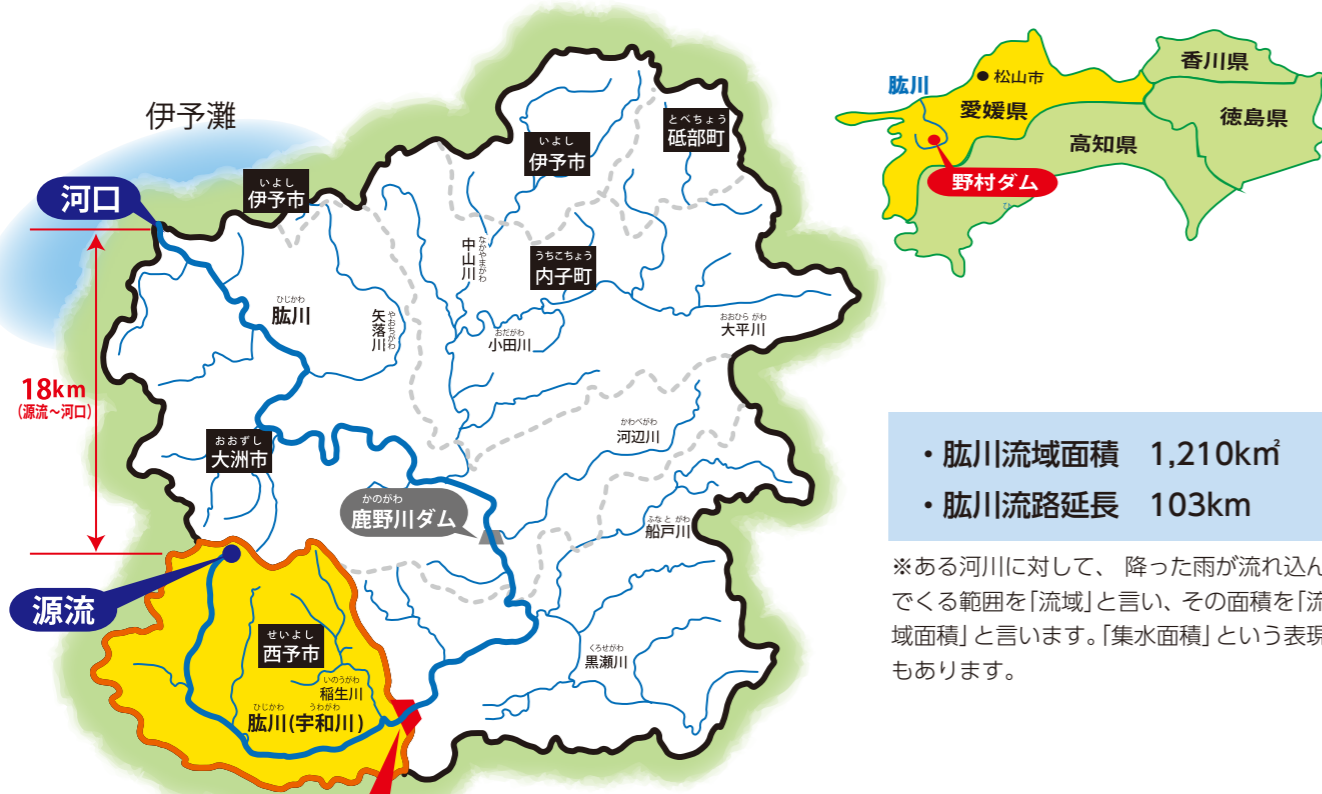 伊予灘
河口
いよし
伊予市
いよし
伊予市
とべちょう
砥部町
なかやまがわ
中山川
うちこちょう
内子町
ひじかわ
肱川
やおちがわ
矢落川
おだがわ
小田川
おおひら がわ
大平川
18km
(源流~河口)
おおずし
大洲市
かわべがわ
河辺川
かのがわ
鹿野川ダム
ふなと がわ
船戸川
源流
せいよし
西予市
いのうがわ
稲生川
ひじかわ うわがわ
肱川(宇和川)
くろせがわ
黒瀬川
肱川
松山市
愛媛県
香川県
徳島県
高知県
野村ダム
ひ
・肱川流域面積 1,210k㎡
・肱川流路延長 103km
※ある河川に対して、 降った雨が流れ込ん
でくる範囲を「流域」と言い、その面積を「流
域面積」と言います。「集水面積」という表現
もあります。